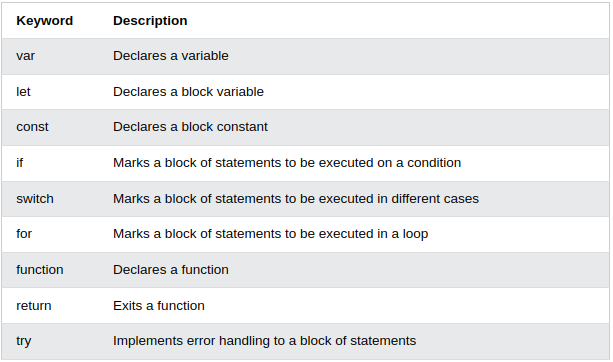 Keyword Description
var Declares a variable
let Declares a block variable
const Declares a block constant
if Marks a block of statements to be executed on a condition
switch Marks a block of statements to be executed in different cases
for Marks a block of statements to be executed in a loop
function Declares a function
return Exits a function
try Implements error handling to a block of statements